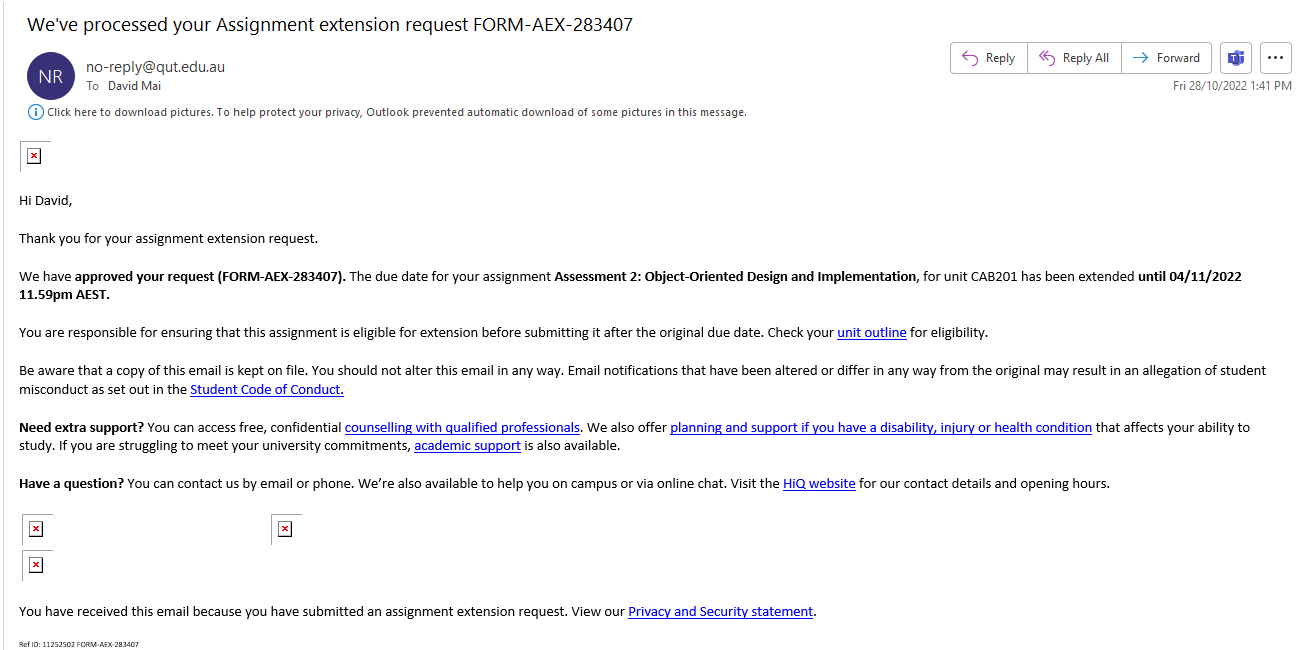 We've processed your Assignment extension request FORM-AEX-283407
NR
no-reply@qut.edu.au
To David Mai
Reply
Reply All
Forward
Fri 28/10/2022 1:41 PM
Click here to download pictures. To help protect your privacy, Outlook prevented automatic download of some pictures in this message.
Hi David,
Thank you for your assignment extension request.
We have approved your request (FORM-AEX-283407). The due date for your assignment Assessment 2: Object-Oriented Design and Implementation, for unit CAB201 has been extended until 04/11/2022
11.59pm AEST.
You are responsible for ensuring that this assignment is eligible for extension before submitting it after the original due date. Check your unit outline for eligibility.
Be aware that a copy of this email is kept on file. You should not alter this email in any way. Email notifications that have been altered or differ in any way from the original may result in an allegation of student
misconduct as set out in the Student Code of Conduct.
Need extra support? You can access free, confidential counselling with qualified professionals. We also offer planning and support if you have a disability, injury or health condition that affects your ability to
study. If you are struggling to meet your university commitments, academic support is also available.
Have a question? You can contact us by email or phone. We’re also available to help you on campus or via online chat. Visit the HiQ website for our contact details and opening hours.
You have received this email because you have submitted an assignment extension request. View our Privacy and Security statement.
Ref ID: 11252502 FORM-AEX-283407